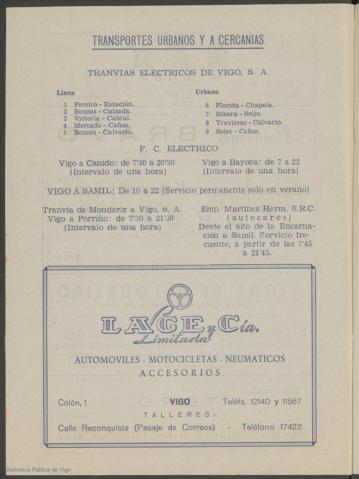 TRANSPORTES URBANOS Y A CERCANIAS
TRANVIAS ELECTRICOS DE VIGO, S. A.
Línea
1 Pereiró - Estación.
2 Bouzas - Calzada.
3 Victoria - Cabral.
4 Mercado - Caños.
5 Bouzas - Calvario.
Urbano
6 Florida - Chapela.
7 Ribera - Seijo.
8 Traviesas - Calvario.
9 Soler - Caños.
F. C. ELECTRICO
Vigo a Canido: de 7'30 a 20'30
(Intervalo de una hora)
Vigo a Bayona: de 7 a 22
(Intervalo de una hora)
VIGO A SAMIL: De 10 a 22 (Servicio permanente solo en verano)
Tranvía de Mondariz a Vigo, S. A.
Vigo a Porriño: de 7'30 a 21'30
(Intervalo de una hora)
Emp. Martínez Herm. S.R.C.
(autocares)
Desde el alto de la Encarna-
ción a Samil. Servicio fre-
cuente, a partir de las 7'45
a 21'45.
LAGE y Cía.
Limitada
AUTOMOVILES - MOTOCICLETAS - NEUMATICOS
ACCESORIOS
Colón, 1 VIGO Teléfs. 12140 y 11567
TALLERES:
Calle Reconquista (Pasaje de Correos) - Teléfono 17422
Biblioteca Pública de Vigo